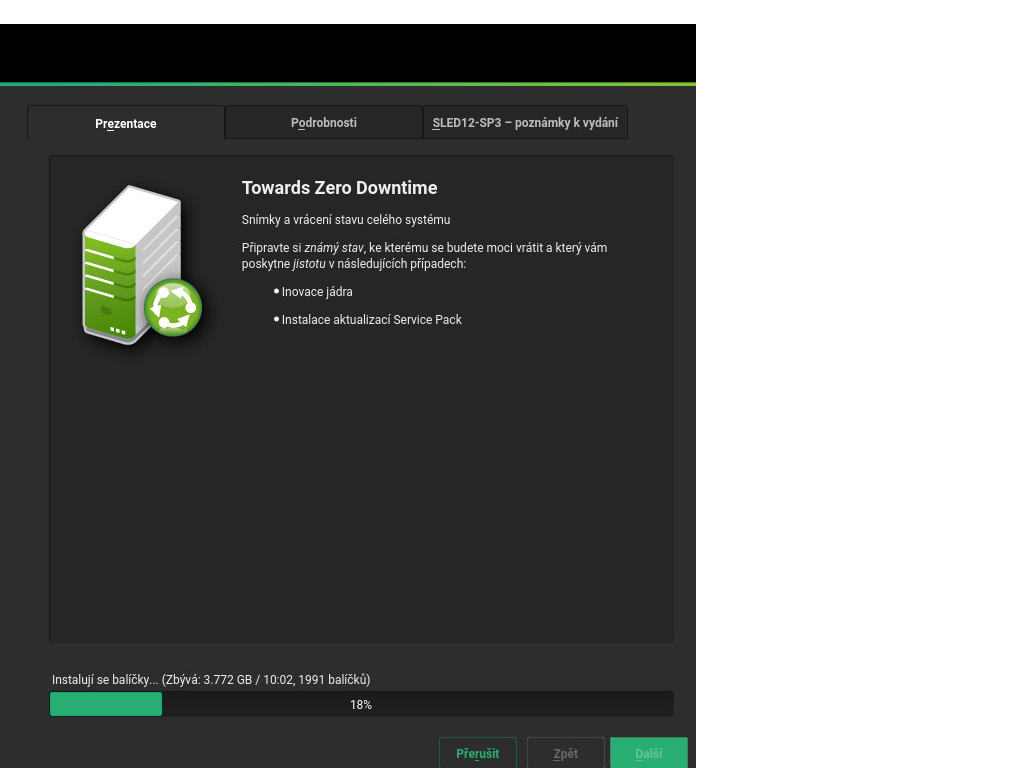 Prezentace
Podrobnosti
SLED12-SP3 – poznámky k vydání
Towards Zero Downtime
Snímky a vrácení stavu celého systému
Připravte si známý stav, ke kterému se budete moci vrátit a který vám
poskytne jistotu v následujících případech:
• Inovace jádra
• Instalace aktualizací Service Pack
Instalují se balíčky... (Zbývá: 3.772 GB / 10:02, 1991 balíčků)
18%
Přerušit
Zpět
Další